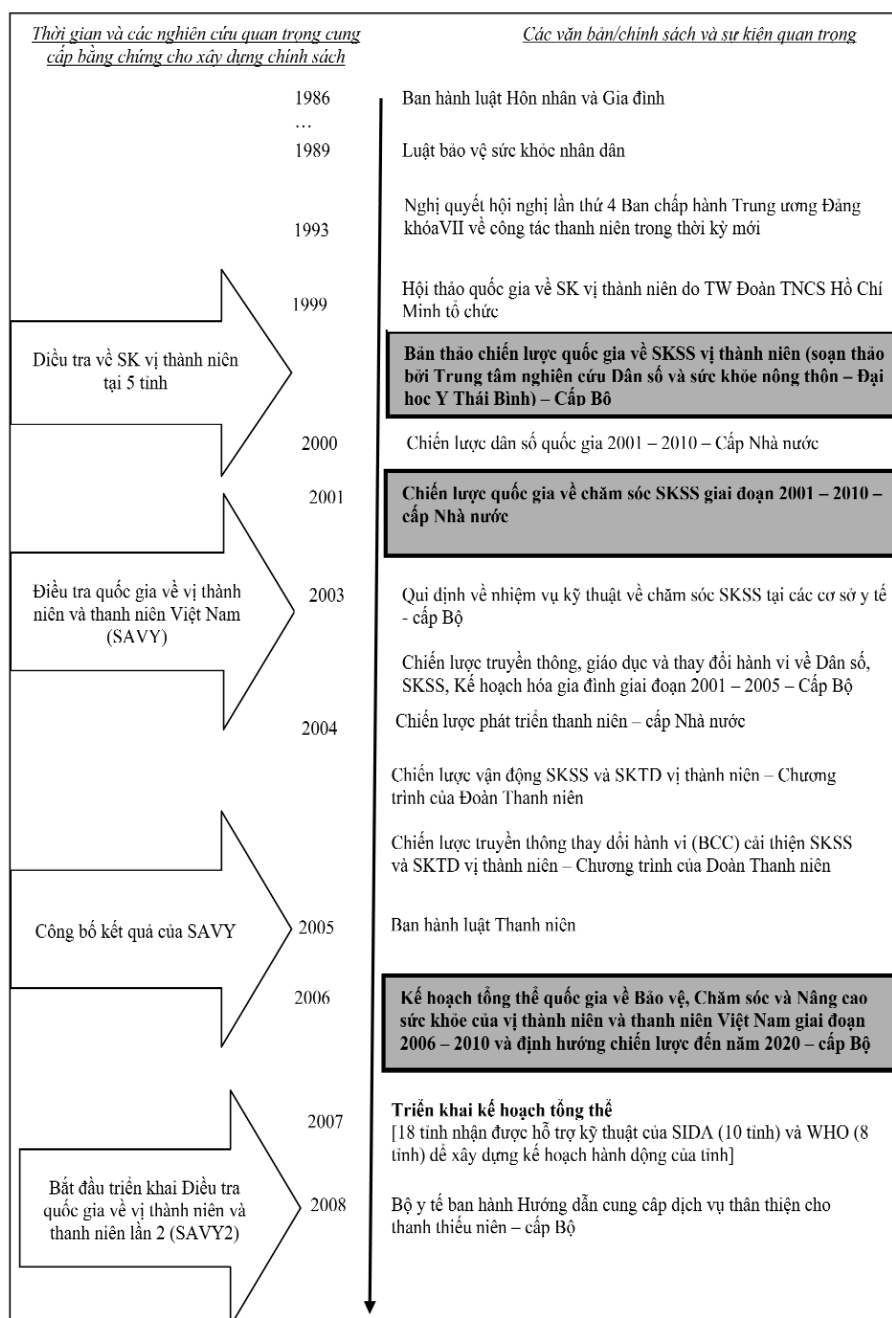 Thời gian và các nghiên cứu quan trọng cung
cấp bằng chứng cho xây dựng chính sách
Các văn bản/chính sách và sự kiện quan trọng
1986
Ban hành luật Hôn nhân và Gia đình
…
1989
Luật bảo vệ sức khỏe nhân dân
1993
Nghị quyết hội nghị lần thứ 4 Ban chấp hành Trung ương Đảng
khóaVII về công tác thanh niên trong thời kỳ mới
1999
Hội thảo quốc gia về SK vị thành niên do TW Đoàn TNCS Hồ Chí
Minh tổ chức
Điều tra về SK vị thành niên
tại 5 tỉnh
Bản thảo chiến lược quốc gia về SKSS vị thành niên (soạn thảo
bởi Trung tâm nghiên cứu Dân số và sức khỏe nông thôn – Đại
học Y Thái Bình) – Cấp Bộ
2000
Chiến lược dân số quốc gia 2001 – 2010 – Cấp Nhà nước
2001
Chiến lược quốc gia về chăm sóc SKSS giai đoạn 2001 – 2010 –
cấp Nhà nước
Điều tra quốc gia về vị thành
niên và thanh niên Việt Nam
(SAVY)
2003
Qui định về nhiệm vụ kỹ thuật về chăm sóc SKSS tại các cơ sở y tế
- cấp Bộ
Chiến lược truyền thông, giáo dục và thay đổi hành vi về Dân số,
SKSS, Kế hoạch hóa gia đình giai đoạn 2001 – 2005 – Cấp Bộ
2004
Chiến lược phát triển thanh niên – cấp Nhà nước
Chiến lược vận động SKSS và SKTD vị thành niên – Chương
trình của Đoàn Thanh niên
Chiến lược truyền thông thay đổi hành vi (BCC) cải thiện SKSS
và SKTD vị thành niên – Chương trình của Đoàn Thanh niên
Công bố kết quả của SAVY
2005
Ban hành luật Thanh niên
2006
Kế hoạch tổng thể quốc gia về Bảo vệ, Chăm sóc và Nâng cao
sức khỏe của vị thành niên và thanh niên Việt Nam giai đoạn
2006 – 2010 và định hướng chiến lược đến năm 2020 – cấp Bộ
2007
Triển khai kế hoạch tổng thể
[18 tỉnh nhận được hỗ trợ kỹ thuật của SIDA (10 tỉnh) và WHO (8
tỉnh) để xây dựng kế hoạch hành động của tỉnh]
Bắt đầu triển khai Điều tra
quốc gia về vị thành niên và
thanh niên lần 2 (SAVY2)
2008
Bộ y tế ban hành Hướng dẫn cung câp dịch vụ thân thiện cho
thanh thiếu niên – cấp Bộ